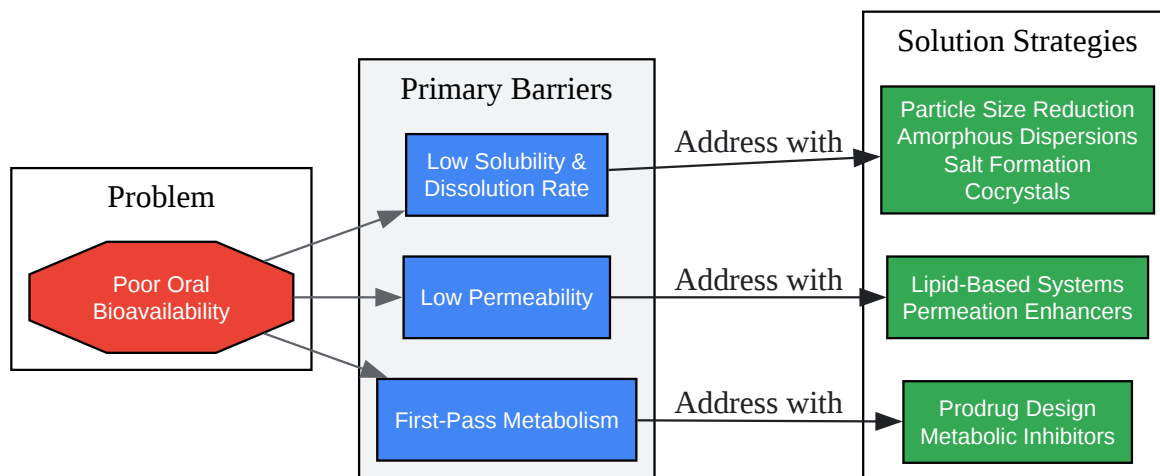 Problem
Poor Oral
Bioavailability
Primary Barriers
Low Solubility &
Dissolution Rate
Low Permeability
First-Pass Metabolism
Address with
Address with
Address with
Solution Strategies
Particle Size Reduction
Amorphous Dispersions
Salt Formation
Cocrystals
Lipid-Based Systems
Permeation Enhancers
Prodrug Design
Metabolic Inhibitors